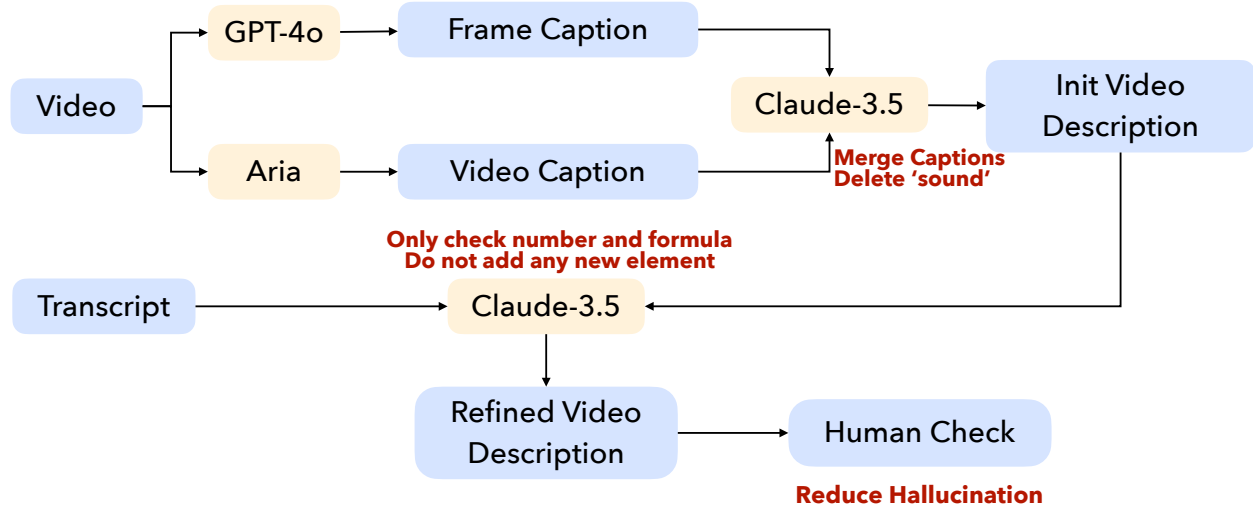 GPT-4o
Frame Caption
Video
Claude-3.5
Init Video
Description
Aria
Video Caption
Merge Captions
Delete ‘sound’
Only check number and formula
Do not add any new element
Transcript
Claude-3.5
Refined Video
Description
Human Check
Reduce Hallucination